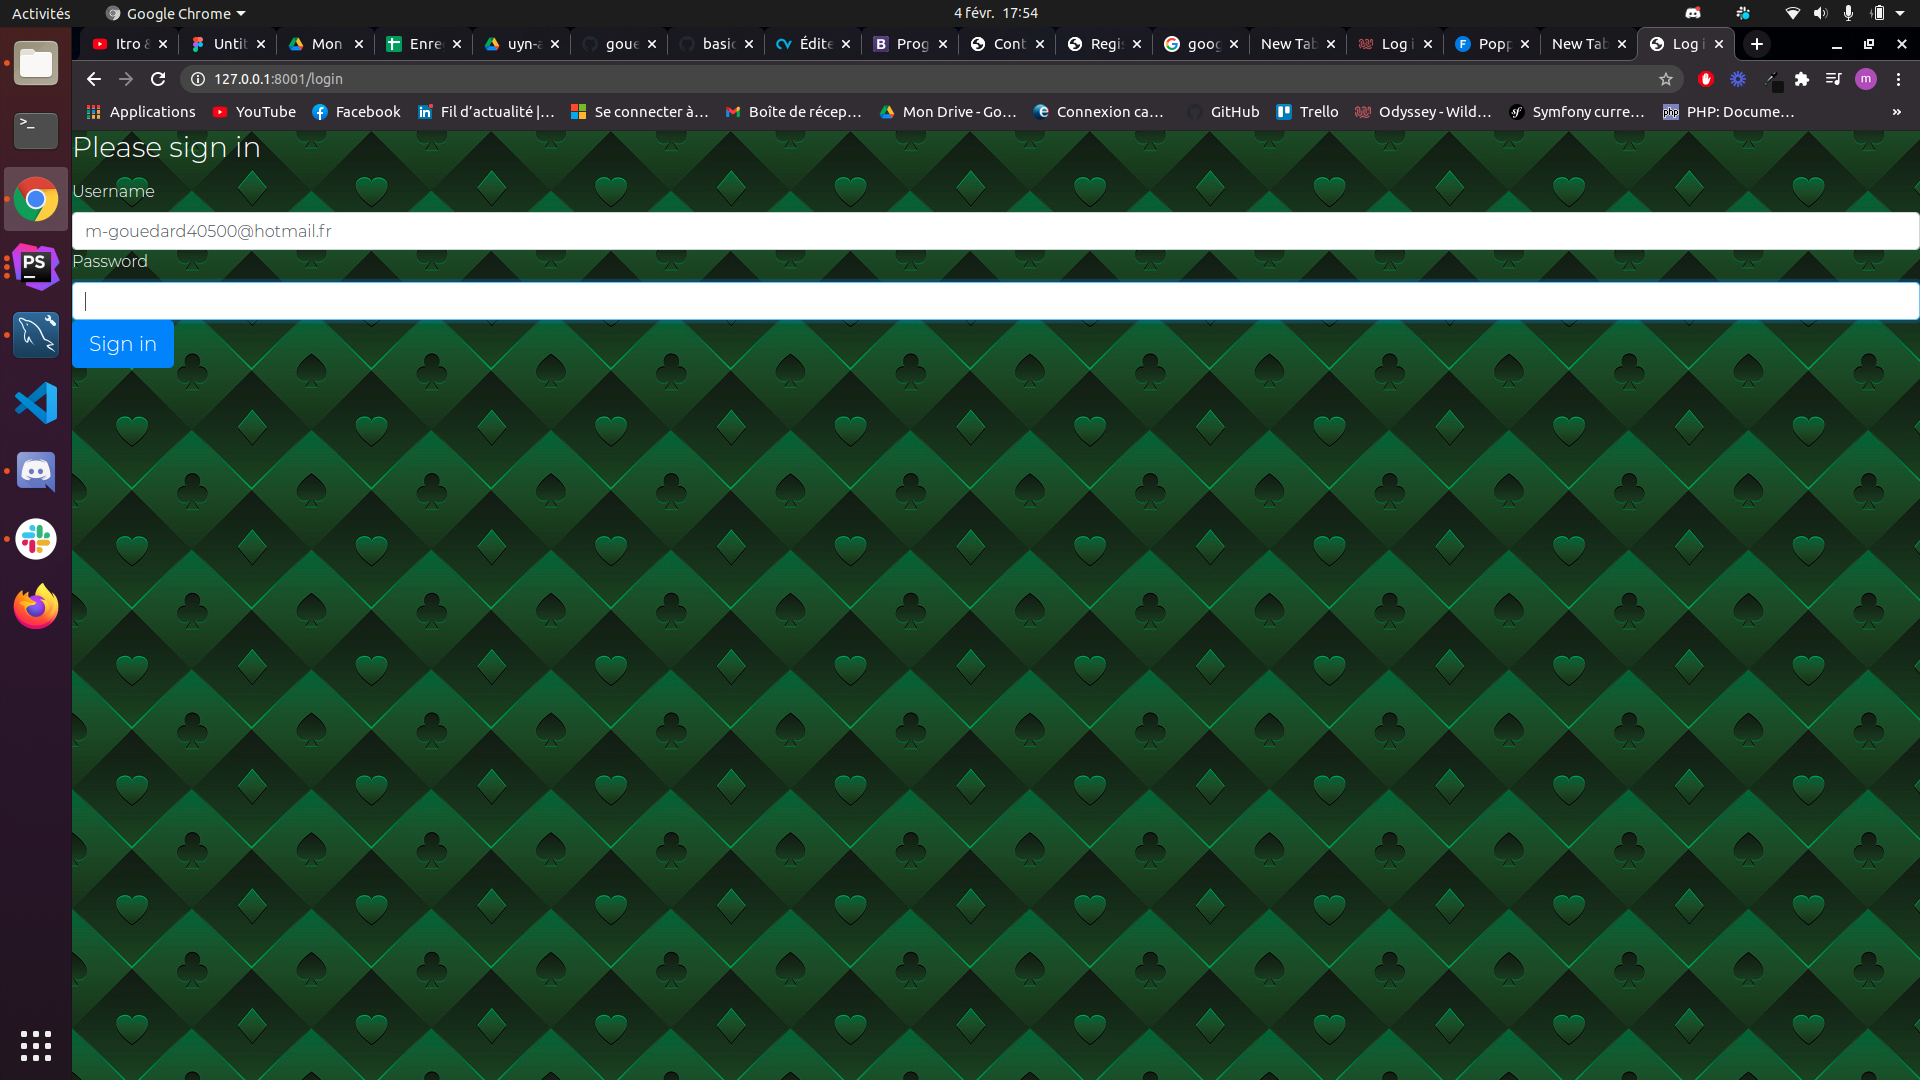 Activités Google Chrome 4 févr. 17:54
Itro & Untit Mon Enre uyn-a goue basic Édite Prog Cont Regis goog New Tab Log i Popp New Tab Log i
127.0.0.1:8001/login m
Applications YouTube Facebook Fil d'actualité |... Se connecter à... Boîte de récep... Mon Drive - Go... Connexion ca... GitHub Trello Odyssey - Wild... Symfony curre... PHP: Docume... »
Please sign in
Username
m-gouedard40500@hotmail.fr
Password
Sign in